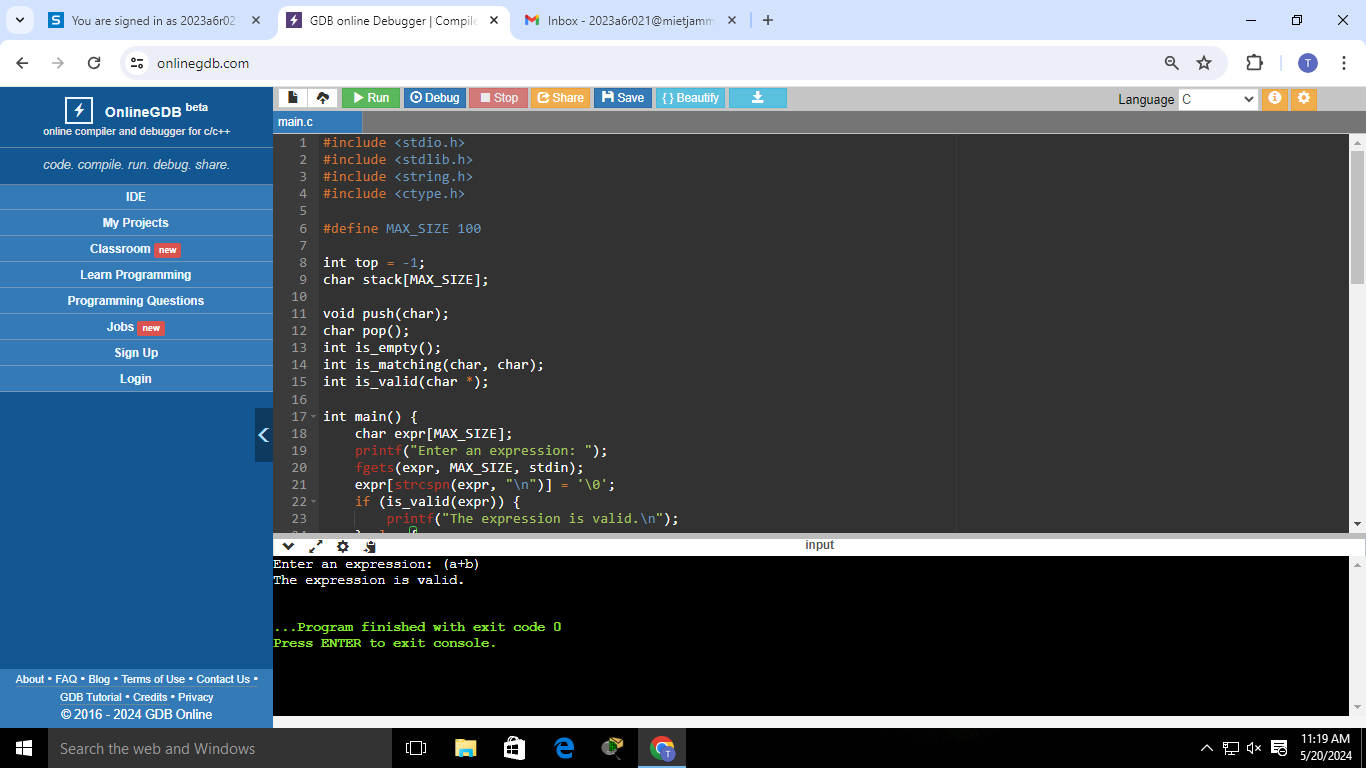 You are signed in as 2023a6r02
GDB online Debugger | Compile
Inbox - 2023a6r021@mietjamm
onlinegdb.com
T
OnlineGDB beta
online compiler and debugger for c/c++
code. compile. run. debug. share.
IDE
My Projects
Classroom new
Learn Programming
Programming Questions
Jobs new
Sign Up
Login
About • FAQ • Blog • Terms of Use • Contact Us •
GDB Tutorial • Credits • Privacy
© 2016 - 2024 GDB Online
Run Debug Stop Share Save { } Beautify
Language C
main.c
1 #include <stdio.h>
2 #include <stdlib.h>
3 #include <string.h>
4 #include <ctype.h>
5
6 #define MAX_SIZE 100
7
8 int top = -1;
9 char stack[MAX_SIZE];
10
11 void push(char);
12 char pop();
13 int is_empty();
14 int is_matching(char, char);
15 int is_valid(char *);
16
17 int main() {
18 char expr[MAX_SIZE];
19 printf("Enter an expression: ");
20 fgets(expr, MAX_SIZE, stdin);
21 expr[strcspn(expr, "\n")] = '\0';
22 if (is_valid(expr)) {
23 printf("The expression is valid.\n");
input
Enter an expression: (a+b)
The expression is valid.
...Program finished with exit code 0
Press ENTER to exit console.
Search the web and Windows
11:19 AM
5/20/2024